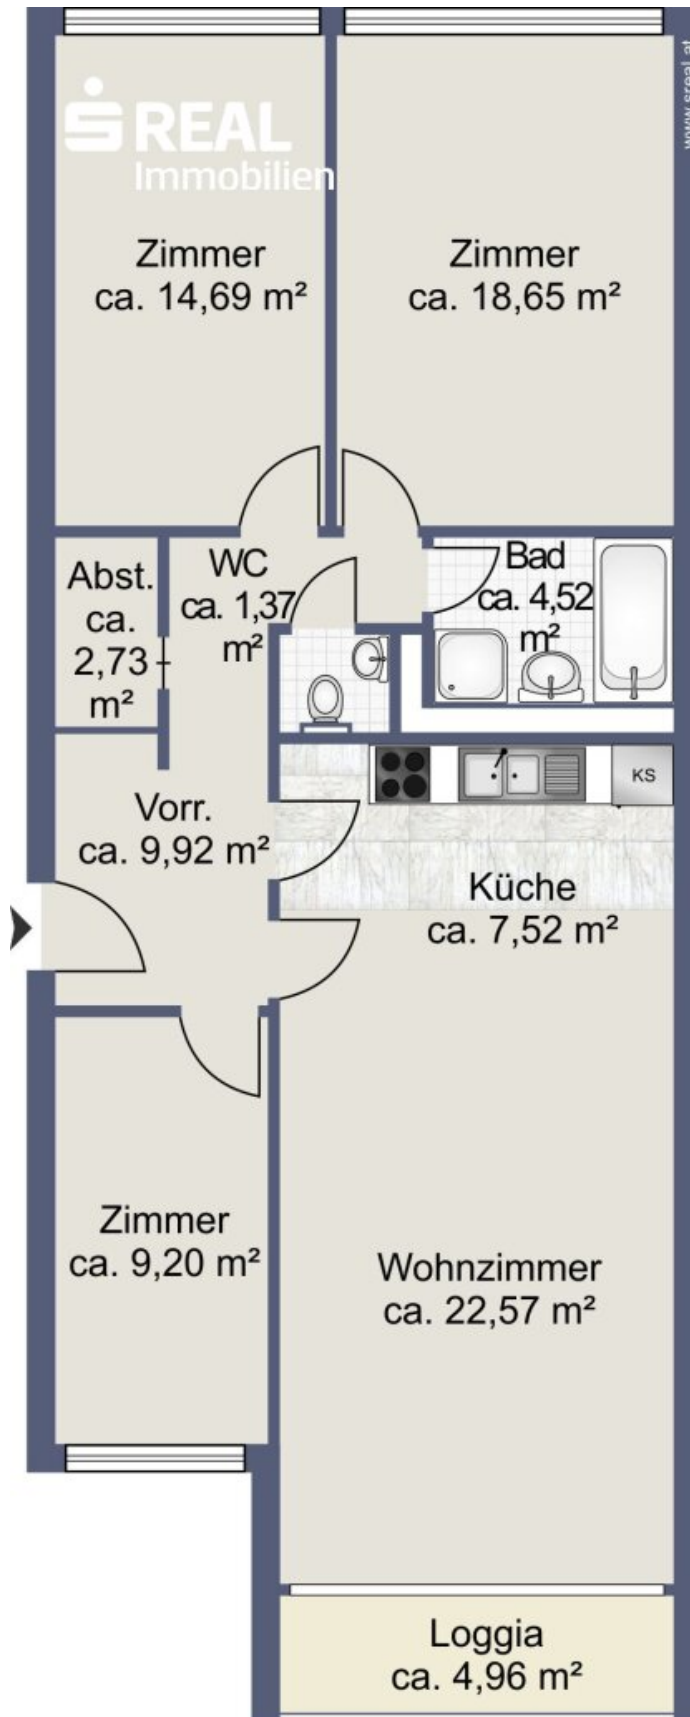 www.sreal.at
S REAL
Immobilien
Zimmer
ca. 14,69 m²
Zimmer
ca. 18,65 m²
Abst.
ca.
2,73
m²
WC
ca. 1,37
m²
Bad
ca. 4,52
m²
Vorr.
ca. 9,92 m²
KS
Küche
ca. 7,52 m²
Zimmer
ca. 9,20 m²
Wohnzimmer
ca. 22,57 m²
Loggia
ca. 4,96 m²